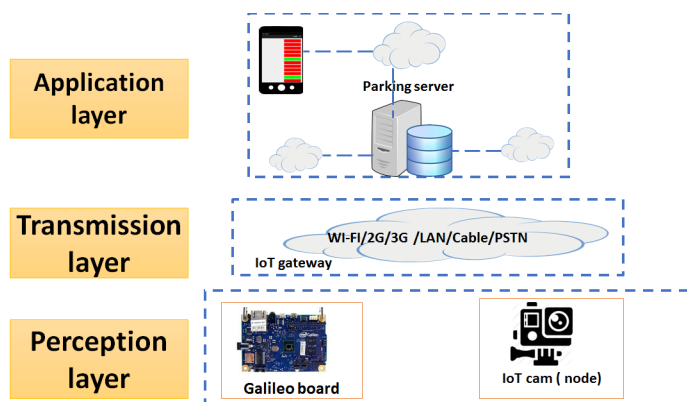 Application
layer
Parking server
Transmission
layer
WI-FI/2G/3G /LAN/Cable/PSTN
IoT gateway
Perception
layer
Galileo board
IoT cam ( node)